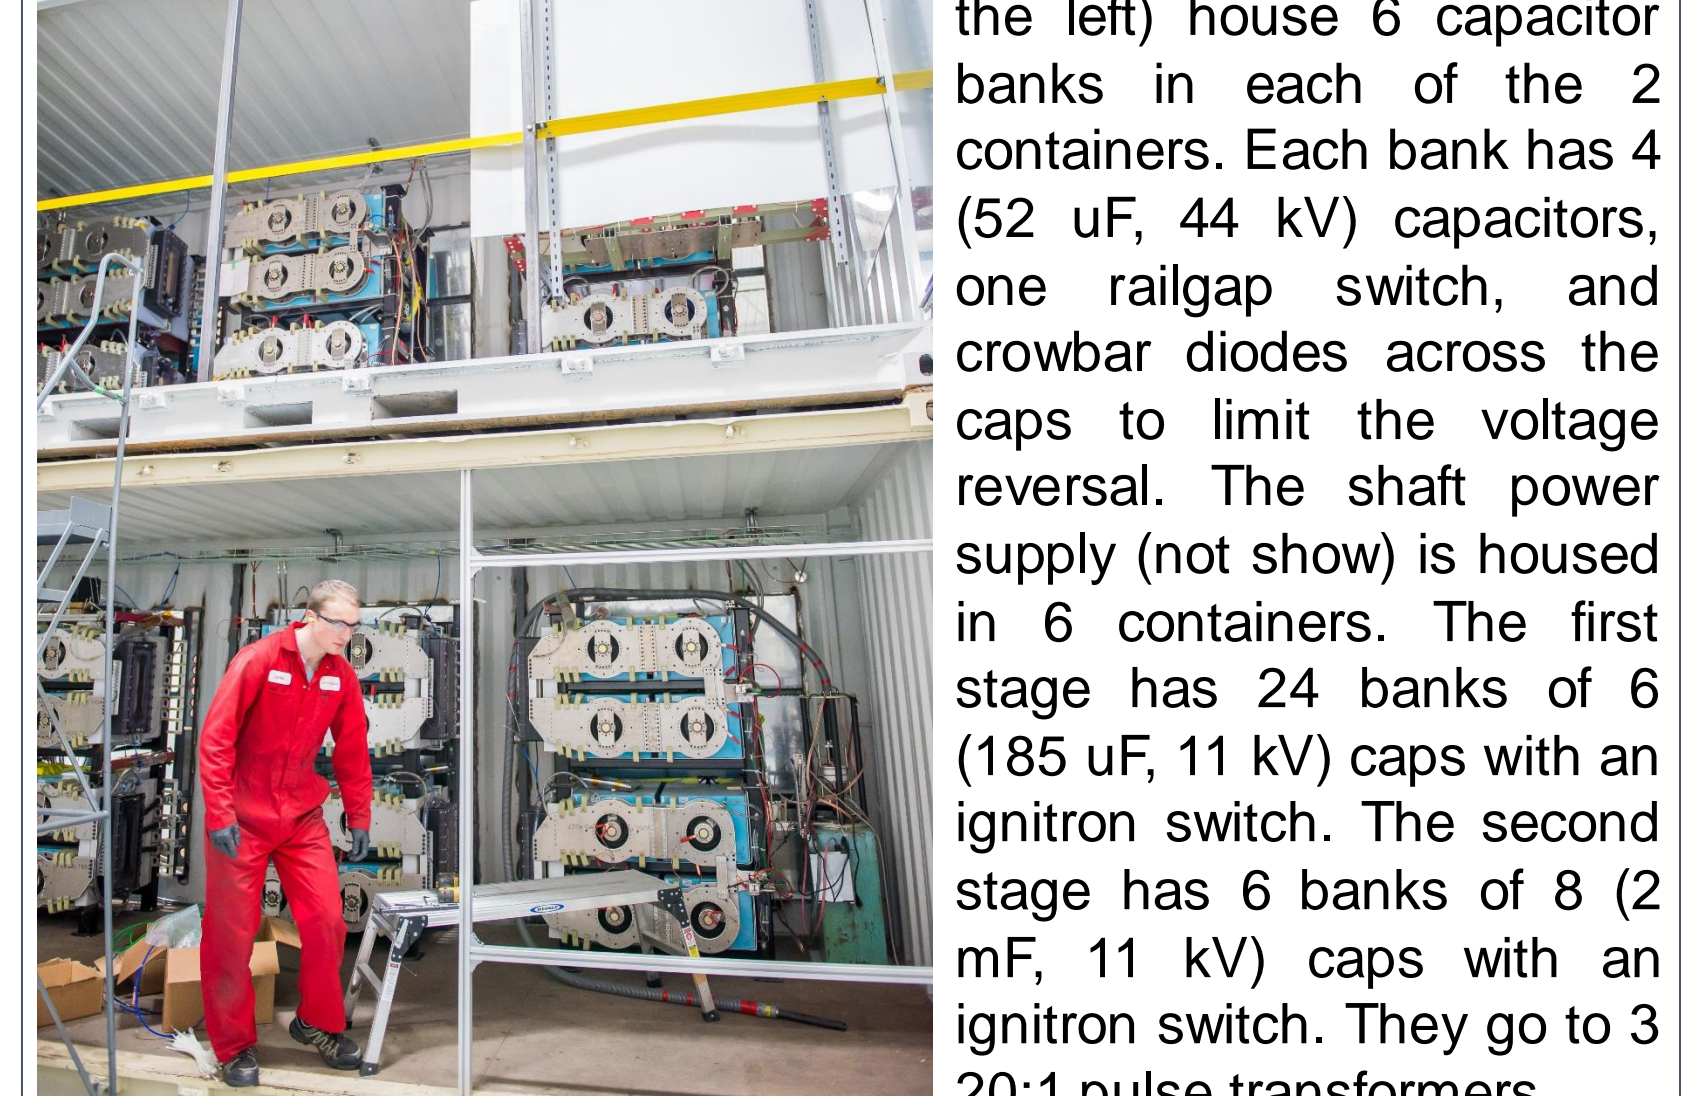 the left) house 6 capacitor
banks in each of the 2
containers. Each bank has 4
(52 uF, 44 kV) capacitors,
one railgap switch, and
crowbar diodes across the
caps to limit the voltage
reversal. The shaft power
supply (not show) is housed
in 6 containers. The first
stage has 24 banks of 6
(185 uF, 11 kV) caps with an
ignitron switch. The second
stage has 6 banks of 8 (2
mF, 11 kV) caps with an
ignitron switch. They go to 3
20:1 pulse transformers